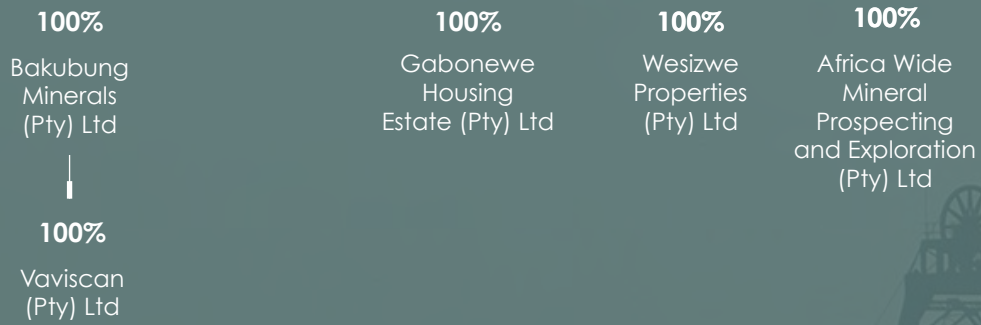 100%
Bakubung
Minerals
(Pty) Ltd
100%
Vaviscan
(Pty) Ltd
100%
Gabonewe
Housing
Estate (Pty) Ltd
100%
Wesizwe
Properties
(Pty) Ltd
100%
Africa Wide
Mineral
Prospecting
and Exploration
(Pty) Ltd